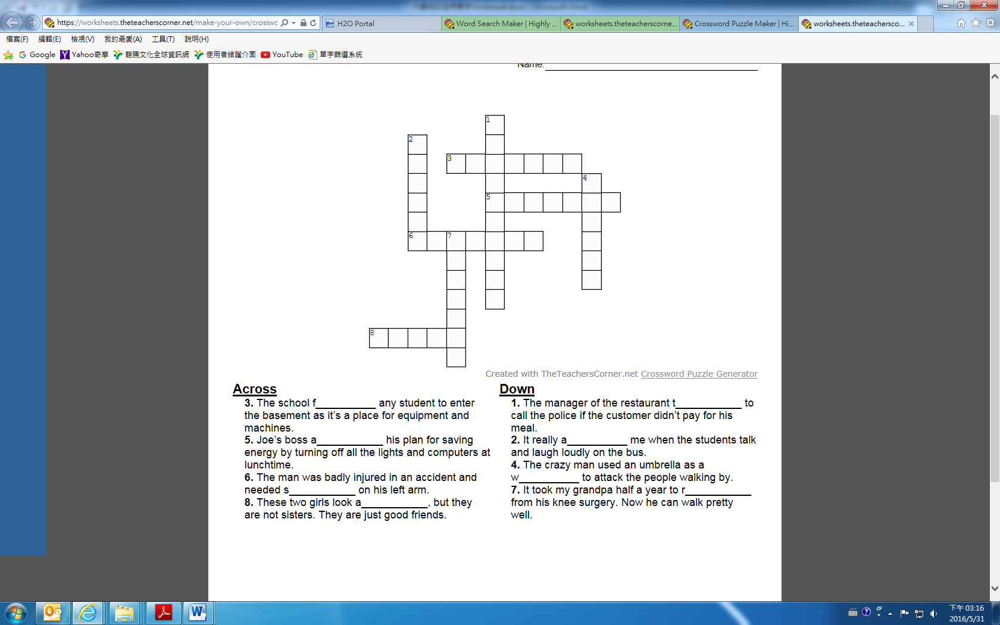 https://worksheets.theteacherscorner.net/make-your-own/crosswc
H2O Portal
Word Search Maker | Highly ...
worksheets.theteacherscorne...
Crossword Puzzle Maker | Hi...
worksheets.theteachersco...
檔案(F) 編輯(E) 檢視(V) 我的最愛(A) 工具(T) 說明(H)
Google Yahoo奇摩 龍騰文化全球資訊網 使用者維護介面 YouTube 單字篩選系統
Name:
1
2
3
4
5
6 7
8
Created with TheTeachersCorner.net Crossword Puzzle Generator
Across
3. The school f__________ any student to enter
the basement as it’s a place for equipment and
machines.
5. Joe’s boss a___________ his plan for saving
energy by turning off all the lights and computers at
lunchtime.
6. The man was badly injured in an accident and
needed s___________ on his left arm.
8. These two girls look a___________, but they
are not sisters. They are just good friends.
Down
1. The manager of the restaurant t___________ to
call the police if the customer didn’t pay for his
meal.
2. It really a__________ me when the students talk
and laugh loudly on the bus.
4. The crazy man used an umbrella as a
w__________ to attack the people walking by.
7. It took my grandpa half a year to r___________
from his knee surgery. Now he can walk pretty
well.
下午 03:16
2016/5/31